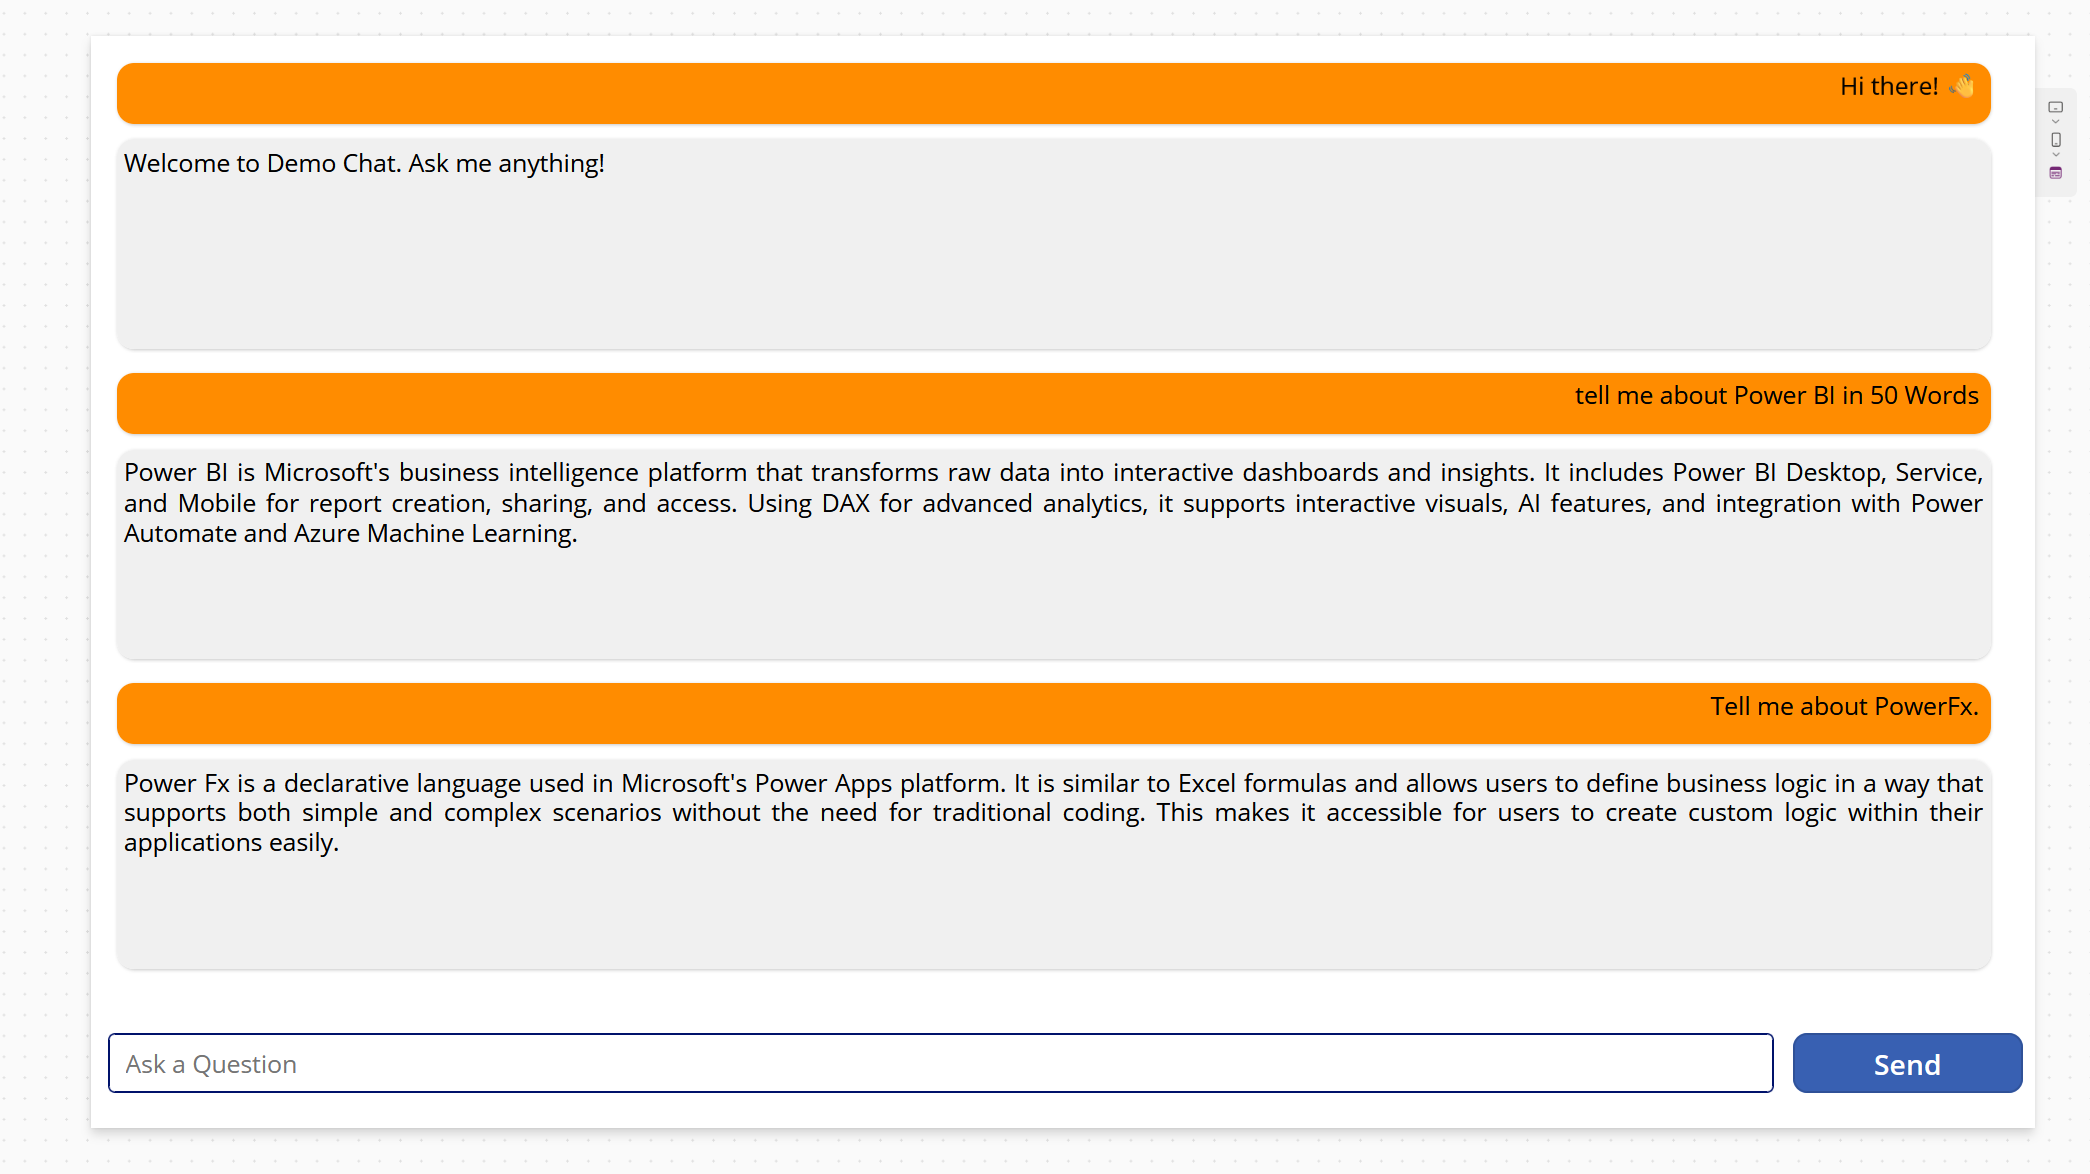 Hi there! 👋
Welcome to Demo Chat. Ask me anything!
tell me about Power BI in 50 Words
Power BI is Microsoft's business intelligence platform that transforms raw data into interactive dashboards and insights. It includes Power BI Desktop, Service,
and Mobile for report creation, sharing, and access. Using DAX for advanced analytics, it supports interactive visuals, AI features, and integration with Power
Automate and Azure Machine Learning.
Tell me about PowerFx.
Power Fx is a declarative language used in Microsoft's Power Apps platform. It is similar to Excel formulas and allows users to define business logic in a way that
supports both simple and complex scenarios without the need for traditional coding. This makes it accessible for users to create custom logic within their
applications easily.
Ask a Question
Send